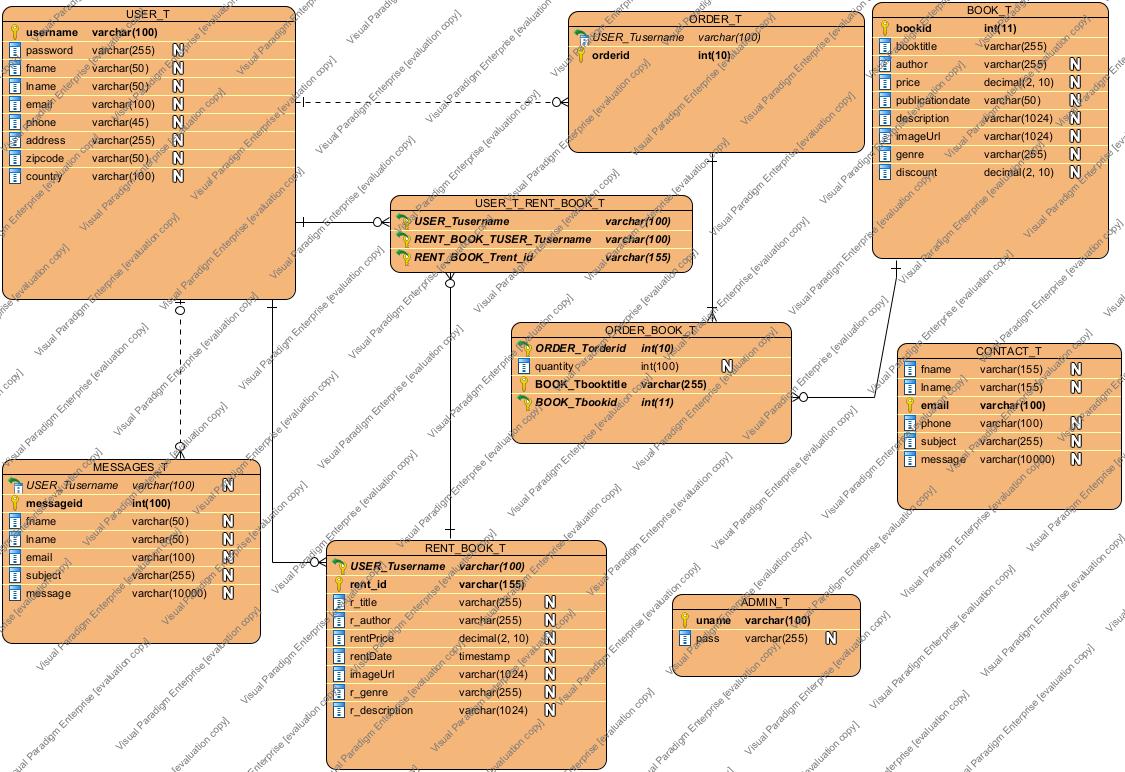 USER_T
username varchar(100)
password varchar(255) N
fname varchar(50) N
lname varchar(50) N
email varchar(100) N
phone varchar(45) N
address varchar(255) N
zipcode varchar(50) N
country varchar(100) N
ORDER_T
USER_Tusername varchar(100)
orderid int(10)
BOOK_T
bookid int(11)
booktitle varchar(255)
author varchar(255) N
price decimal(2, 10) N
publicationdate varchar(50) N
description varchar(1024) N
imageUrl varchar(1024) N
genre varchar(255) N
discount decimal(2, 10) N
USER_T_RENT_BOOK_T
USER_Tusername varchar(100)
RENT_BOOK_TUSER_Tusername varchar(100)
RENT_BOOK_Trent_id varchar(155)
ORDER_BOOK_T
ORDER_Torderid int(10)
quantity int(100) N
BOOK_Tbooktitle varchar(255)
BOOK_Tbookid int(11)
CONTACT_T
fname varchar(155) N
lname varchar(155) N
email varchar(100)
phone varchar(100) N
subject varchar(255) N
message varchar(10000) N
MESSAGES_T
USER_Tusername varchar(100) N
messageid int(100)
fname varchar(50) N
lname varchar(50) N
email varchar(100) N
subject varchar(255) N
message varchar(10000) N
RENT_BOOK_T
USER_Tusername varchar(100)
rent_id varchar(155)
r_title varchar(255) N
r_author varchar(255) N
rentPrice decimal(2, 10) N
rentDate timestamp N
imageUrl varchar(1024) N
r_genre varchar(255) N
r_description varchar(1024) N
ADMIN_T
uname varchar(100)
pass varchar(255) N
Visual Paradigm Enterprise [evaluation copy]